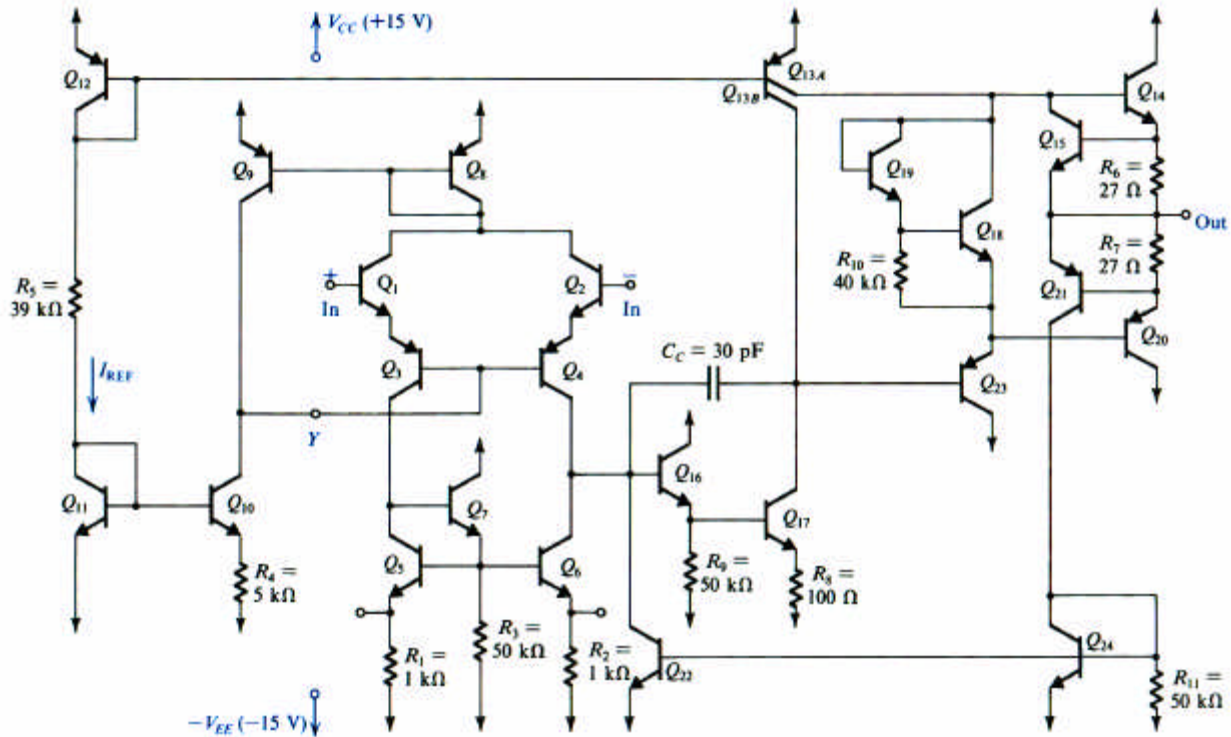 V_CC (+15 V)
Q12
Q13A
Q13B
Q14
Q15
Q9
Q8
Q19
R6 =
27 Ω
Out
Q18
R7 =
27 Ω
R5 =
39 kΩ
+
In
Q1
Q2
−
In
R10 =
40 kΩ
Q21
Q20
C_C = 30 pF
Q3
Q4
I_REF
Q23
Y
Q16
Q11
Q10
Q7
Q17
R4 =
5 kΩ
Q5
Q6
R9 =
50 kΩ
R8 =
100 Ω
R3 =
50 kΩ
R1 =
1 kΩ
R2 =
1 kΩ
Q22
Q24
R11 =
50 kΩ
−V_EE (−15 V)